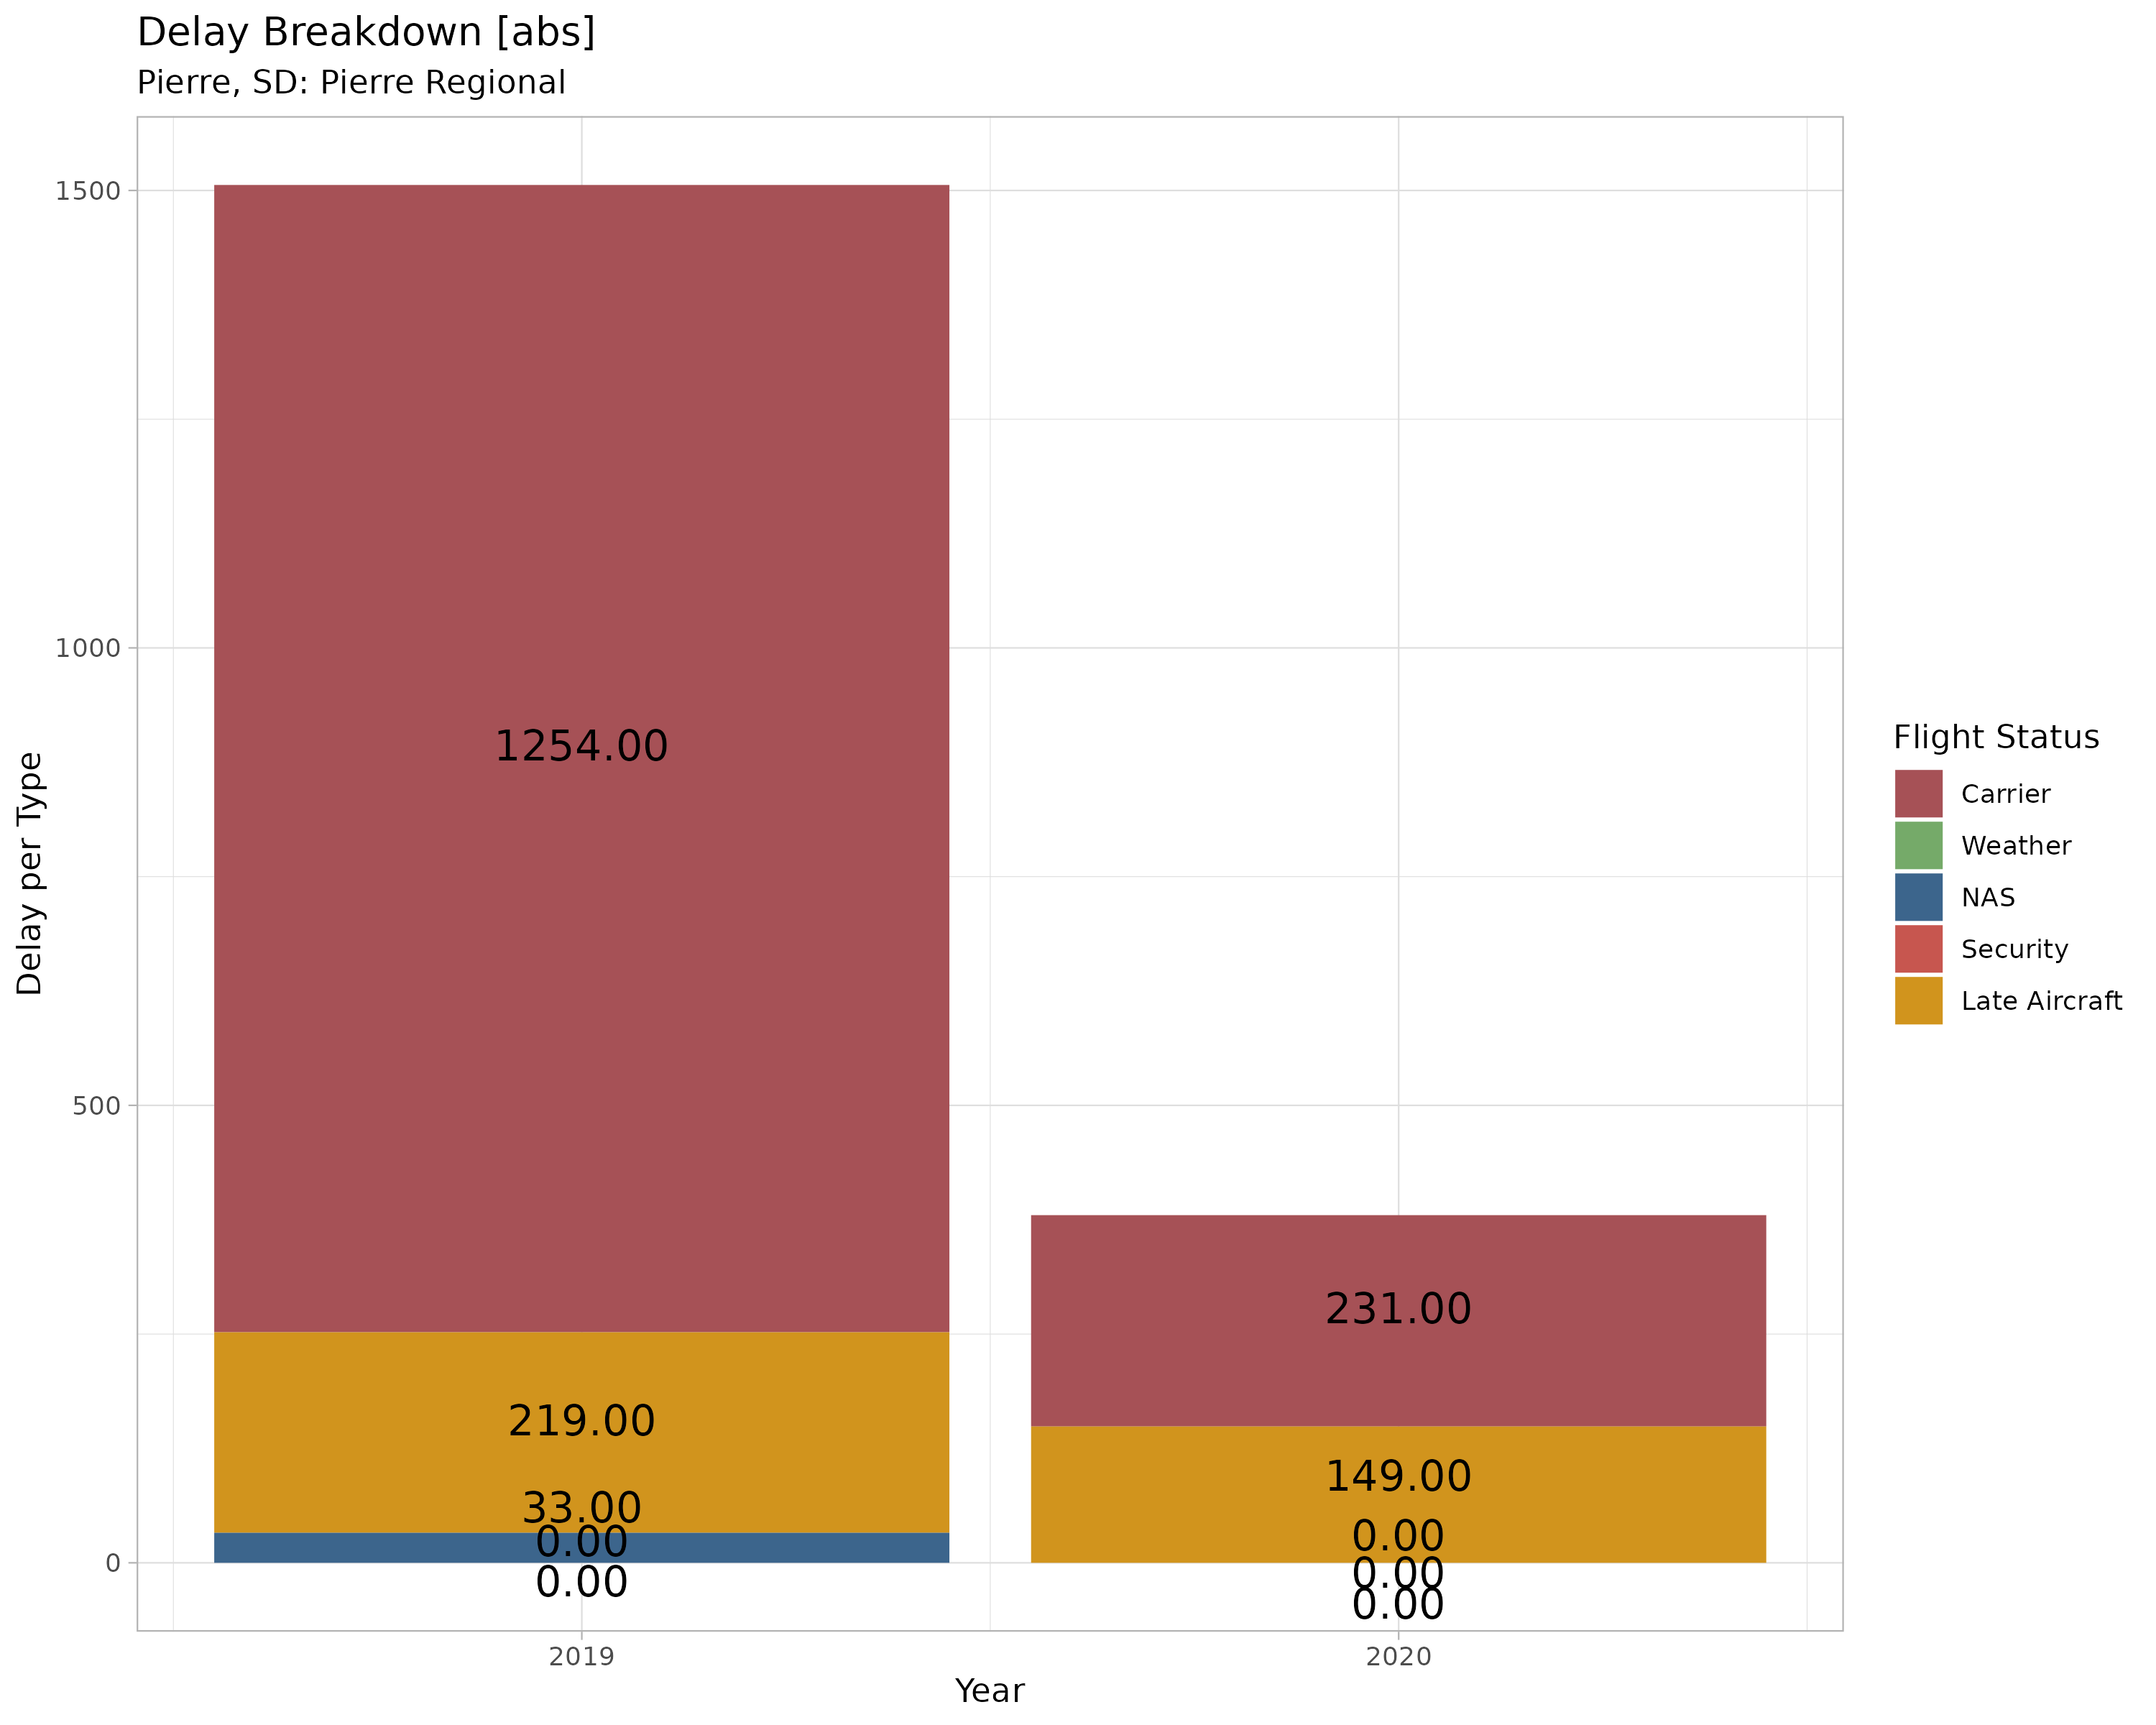 Delay Breakdown [abs]
Pierre, SD: Pierre Regional
Delay per Type
1500
1000
500
0
1254.00
219.00
33.00
0.00
0.00
231.00
149.00
0.00
0.00
0.00
2019
2020
Year
Flight Status
Carrier
Weather
NAS
Security
Late Aircraft